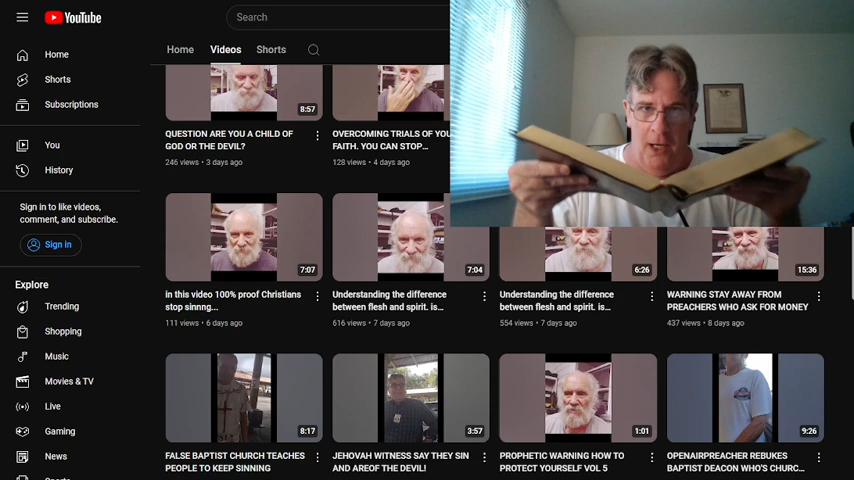 YouTube
Search
Home
Videos
Shorts
Home
Shorts
Subscriptions
You
History
Sign in to like videos,
comment, and subscribe.
Sign in
Explore
Trending
Shopping
Music
Movies & TV
Live
Gaming
News
8:57
QUESTION ARE YOU A CHILD OF
GOD OR THE DEVIL?
246 views • 3 days ago
OVERCOMING TRIALS OF YOU
FAITH. YOU CAN STOP...
128 views • 4 days ago
7:07
in this video 100% proof Christians
stop sinnng...
111 views • 6 days ago
7:04
Understanding the difference
between flesh and spirit. is...
616 views • 7 days ago
6:26
Understanding the difference
between flesh and spirit. is...
554 views • 7 days ago
15:36
WARNING STAY AWAY FROM
PREACHERS WHO ASK FOR MONEY
437 views • 8 days ago
8:17
FALSE BAPTIST CHURCH TEACHES
PEOPLE TO KEEP SINNING
3:57
JEHOVAH WITNESS SAY THEY SIN
AND AREOF THE DEVIL!
1:01
PROPHETIC WARNING HOW TO
PROTECT YOURSELF VOL 5
9:26
OPENAIRPREACHER REBUKES
BAPTIST DEACON WHO'S CHURC...